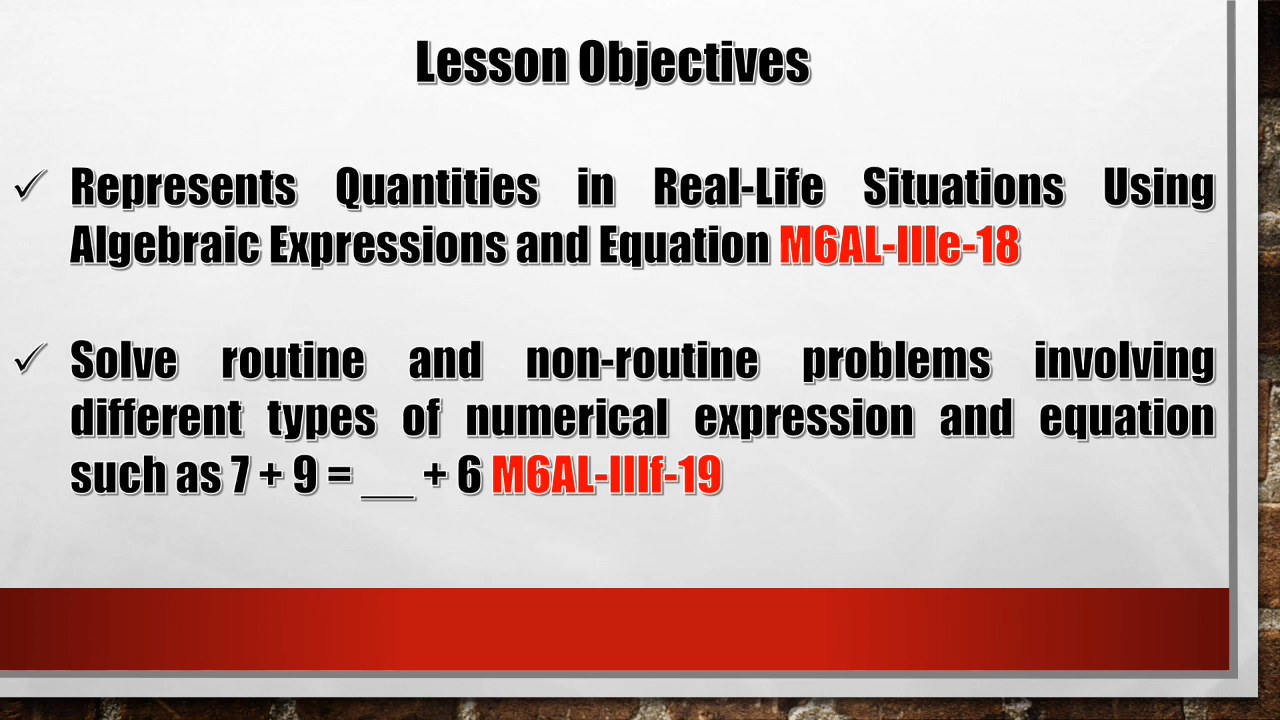 Lesson Objectives
✓ Represents Quantities in Real-Life Situations Using
Algebraic Expressions and Equation M6AL-IIIe-18
✓ Solve routine and non-routine problems involving
different types of numerical expression and equation
such as 7 + 9 = __ + 6 M6AL-IIIf-19